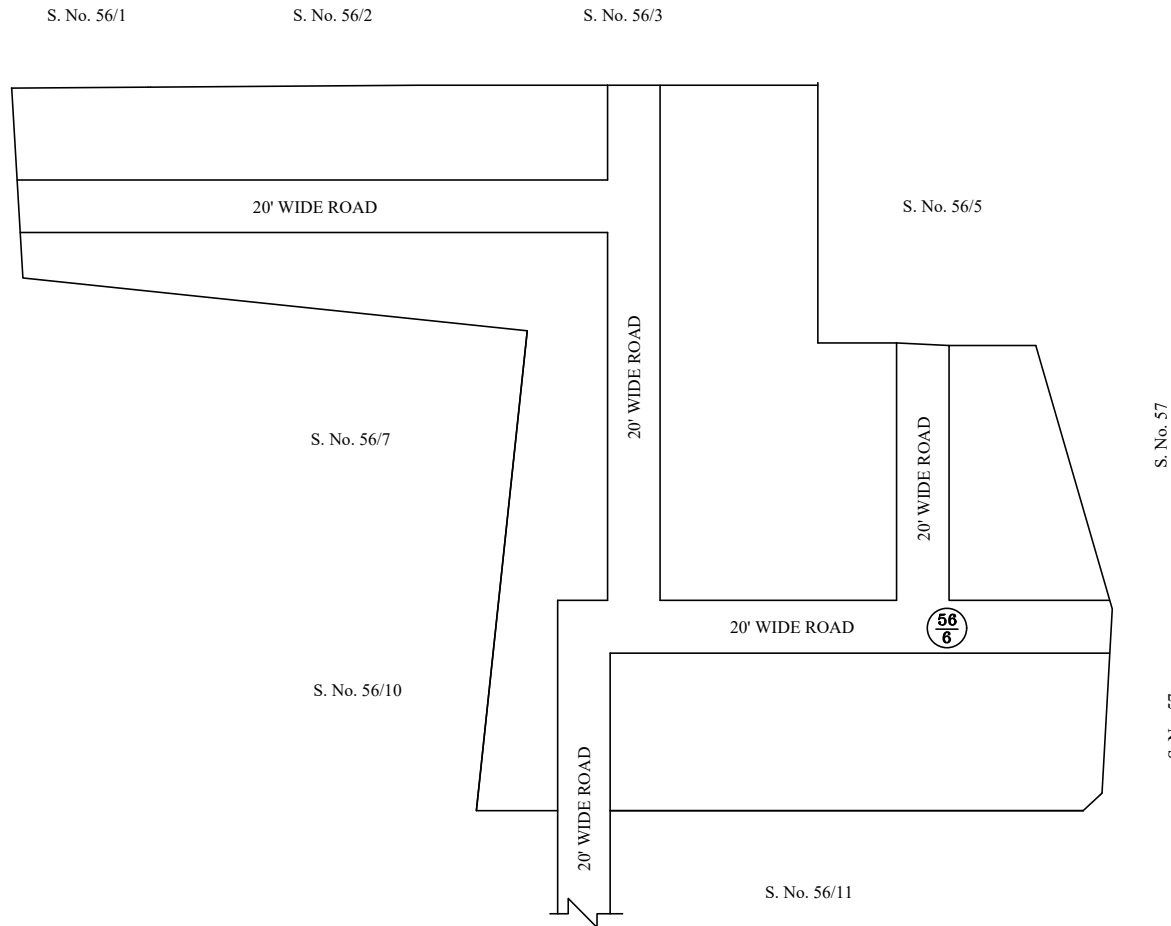 S. No. 56/1
S. No. 56/2
S. No. 56/3
20' WIDE ROAD
S. No. 56/5
20' WIDE ROAD
S. No. 56/7
S. No. 57
20' WIDE ROAD
20' WIDE ROAD
56
6
S. No. 56/10
20' WIDE ROAD
S. No. 56/11